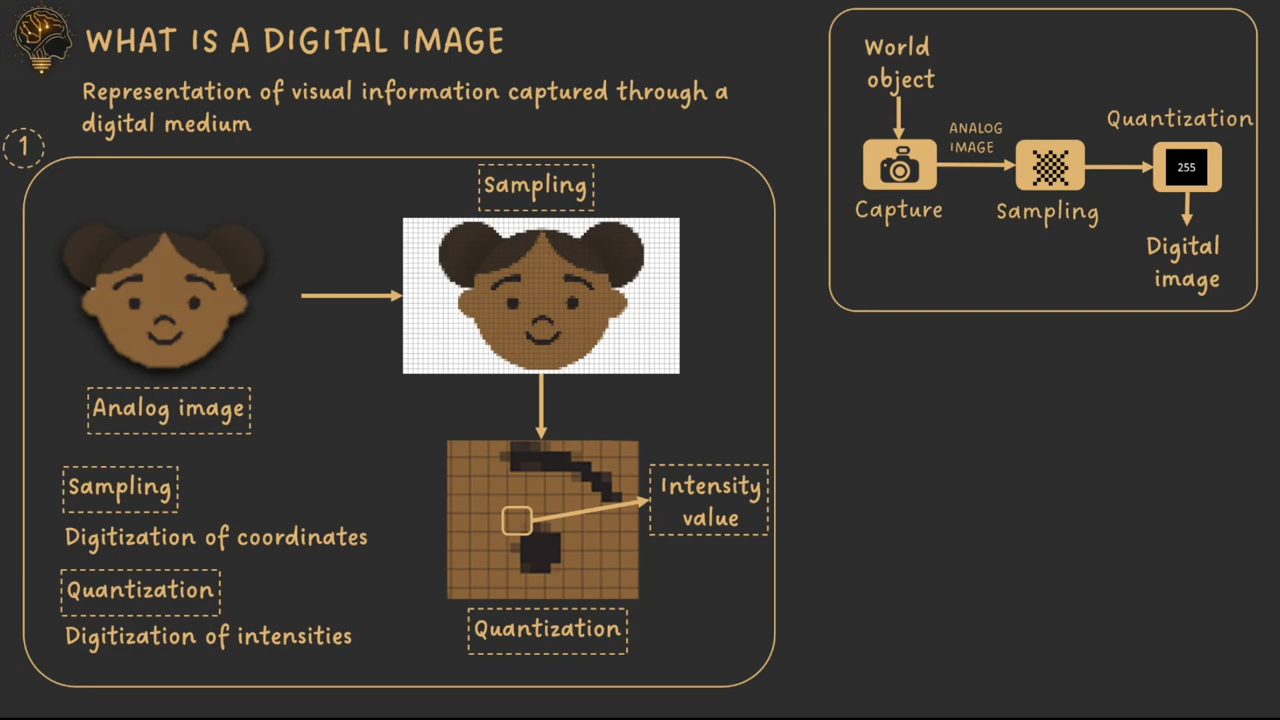 WHAT IS A DIGITAL IMAGE
Representation of visual information captured through a
digital medium
1
Sampling
Analog image
Sampling
Digitization of coordinates
Quantization
Digitization of intensities
Intensity
value
Quantization
World
object
ANALOG
IMAGE
Quantization
255
Capture
Sampling
Digital
image